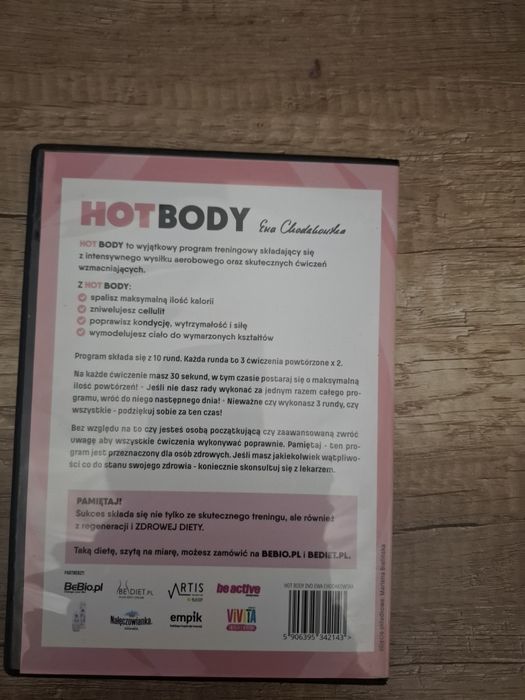 HOT BODY Ewa Chodakowska
HOT BODY to wyjątkowy program treningowy składający się
z intensywnego wysiłku aerobowego oraz skutecznych ćwiczeń
wzmacniających.
Z HOT BODY:
spalisz maksymalną ilość kalorii
zniwelujesz cellulit
poprawisz kondycję, wytrzymałość i siłę
wymodelujesz ciało do wymarzonych kształtów
Program składa się z 10 rund. Każda runda to 3 ćwiczenia powtórzone x 2.
Na każde ćwiczenie masz 30 sekund, w tym czasie postaraj się o maksymalną
ilość powtórzeń! - Jeśli nie dasz rady wykonać za jednym razem całego pro-
gramu, wróć do niego następnego dnia! - Nieważne czy wykonasz 3 rundy, czy
wszystkie - podziękuj sobie za ten czas!
Bez względu na to czy jesteś osobą początkującą czy zaawansowaną zwróć
uwagę aby wszystkie ćwiczenia wykonywać poprawnie. Pamiętaj - ten pro-
gram jest przeznaczony dla osób zdrowych. Jeśli masz jakiekolwiek wątpliwo-
ści co do stanu swojego zdrowia - koniecznie skonsultuj się z lekarzem.
PAMIĘTAJ!
Sukces składa się nie tylko ze skutecznego treningu, ale również
z regeneracji i ZDROWEJ DIETY.
Taką dietę, szytą na miarę, możesz zamówić na BEBIO.PL i BEDIET.PL.
PARTNERZY:
BeBio.pl
BEDIET.PL
ARTIS
be active
Nałęczowianka
empik
ViViTA
HOT BODY DVD EWA CHODAKOWSKA
5 906395 342143 >
zdjęcie okładkowe: Marlena Bielińska